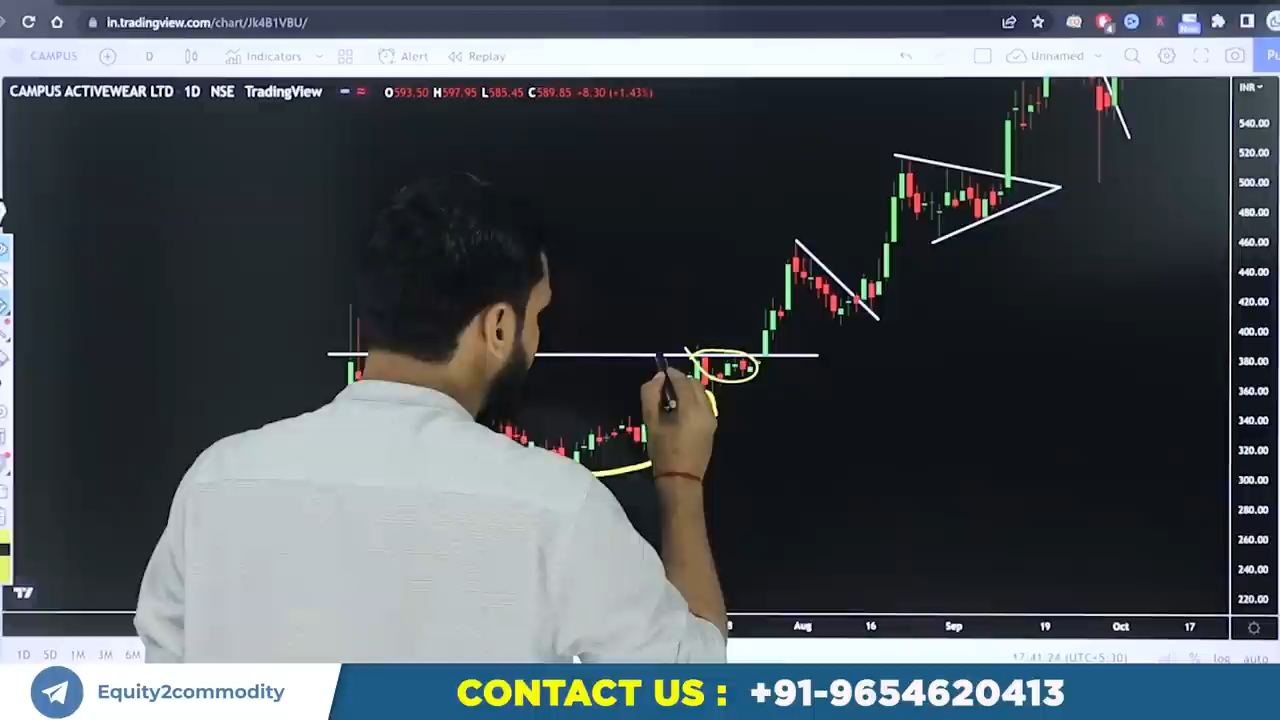 in.tradingview.com/chart/Jk4B1VBU/
CAMPUS D Indicators Alert Replay Unnamed
CAMPUS ACTIVEWEAR LTD 1D NSE TradingView O593.50 H597.95 L585.45 C589.85 +8.30 (+1.43%)
INR
540.00
520.00
500.00
480.00
460.00
440.00
420.00
400.00
380.00
360.00
340.00
320.00
300.00
280.00
260.00
240.00
220.00
Aug 16 Sep 19 Oct 17
1D 5D 1M 3M 6M 17:41:24 (UTC+5:30) % log auto
Equity2commodity
CONTACT US : +91-9654620413